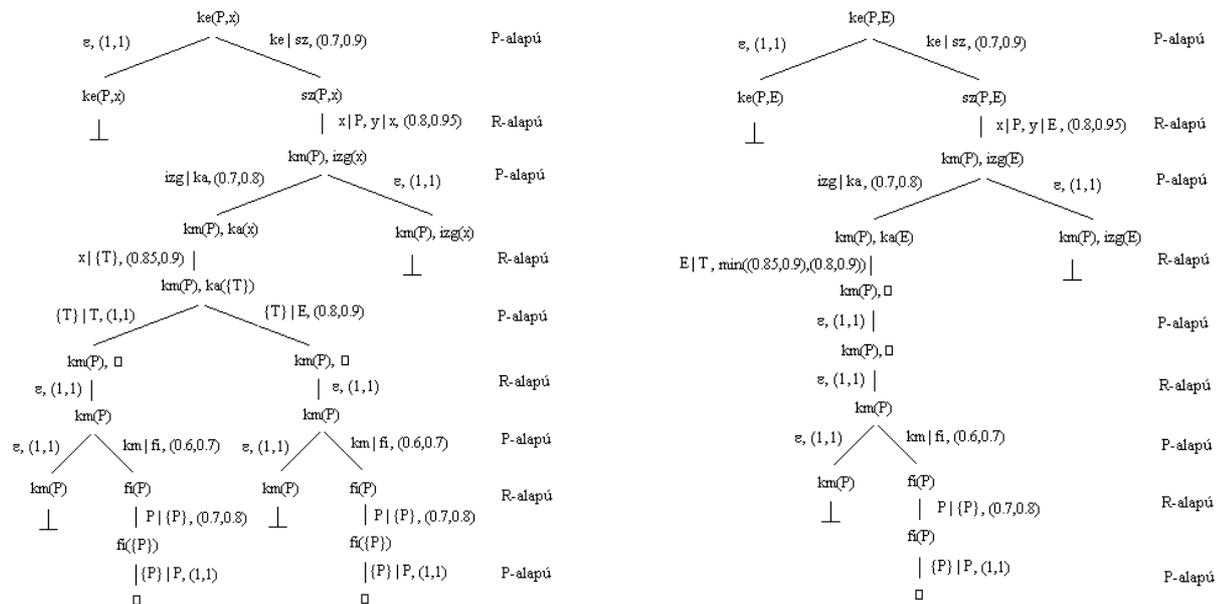 ke(P,x)
ε, (1,1) ke | sz, (0.7,0.9) P-alapú
ke(P,x) sz(P,x)
x | P, y | x, (0.8,0.95) R-alapú
km(P), izg(x)
izg | ka, (0.7,0.8) ε, (1,1) P-alapú
km(P), ka(x) km(P), izg(x)
x | {T}, (0.85,0.9) R-alapú
km(P), ka({T})
{T} | T, (1,1) {T} | E, (0.8,0.9) P-alapú
km(P), □ km(P), □
ε, (1,1) ε, (1,1) R-alapú
km(P) km(P)
ε, (1,1) km | fi, (0.6,0.7) ε, (1,1) km | fi, (0.6,0.7) P-alapú
km(P) fi(P) km(P) fi(P)
P | {P}, (0.7,0.8) P | {P}, (0.7,0.8) R-alapú
fi({P}) fi({P})
{P} | P, (1,1) {P} | P, (1,1) P-alapú
□ □
ke(P,E)
ε, (1,1) ke | sz, (0.7,0.9) P-alapú
ke(P,E) sz(P,E)
x | P, y | E, (0.8,0.95) R-alapú
km(P), izg(E)
izg | ka, (0.7,0.8) ε, (1,1) P-alapú
km(P), ka(E) km(P), izg(E)
E | T, min((0.85,0.9),(0.8,0.9)) R-alapú
km(P), □
ε, (1,1) P-alapú
km(P), □
ε, (1,1) R-alapú
km(P)
ε, (1,1) km | fi, (0.6,0.7) P-alapú
km(P) fi(P)
P | {P}, (0.7,0.8) R-alapú
fi(P)
{P} | P, (1,1) P-alapú
□